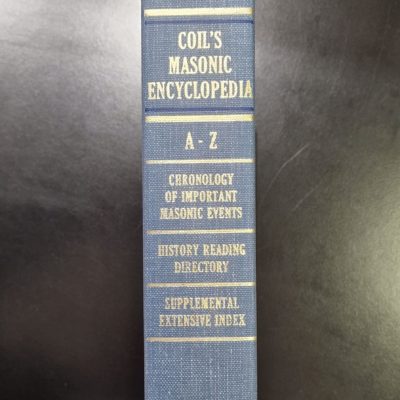 COIL'S
MASONIC
ENCYCLOPEDIA
A - Z
CHRONOLOGY
OF IMPORTANT
MASONIC EVENTS
HISTORY READING
DIRECTORY
SUPPLEMENTAL
EXTENSIVE INDEX